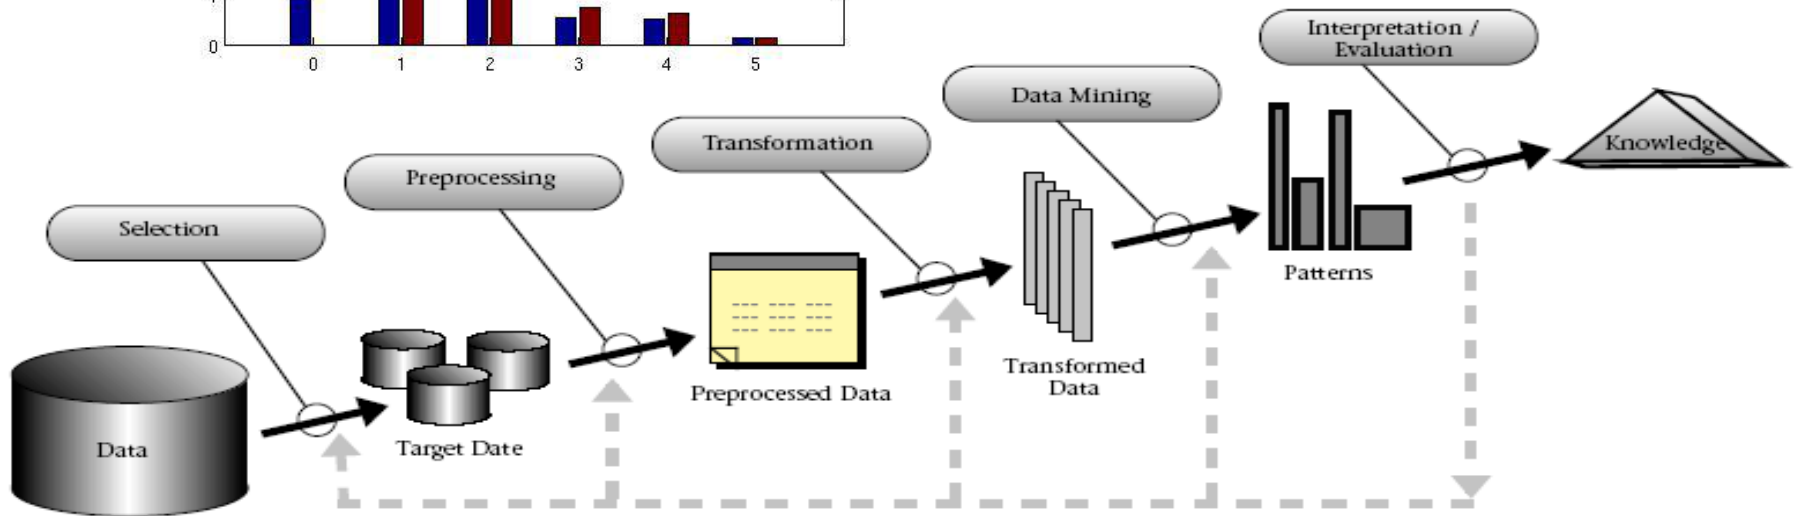 0
0 1 2 3 4 5
Interpretation /
Evaluation
Data Mining
Transformation
Preprocessing
Selection
Knowledge
Patterns
Transformed
Data
Preprocessed Data
Target Date
Data